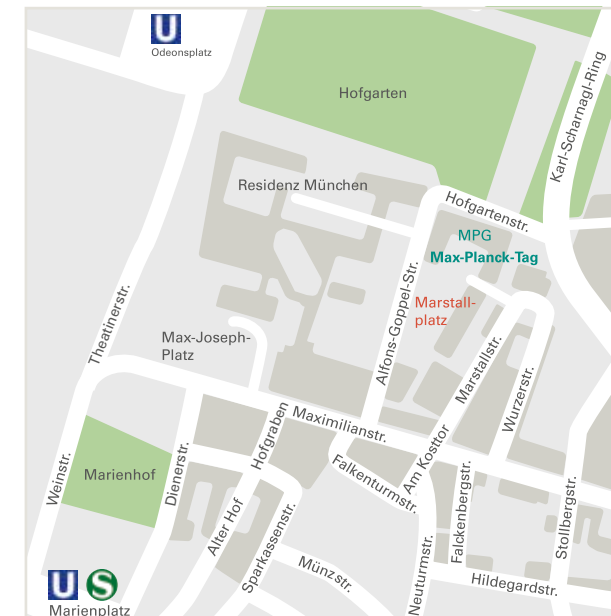 U
Odeonsplatz
Hofgarten
Karl-Scharnagl-Ring
Residenz München
Hofgartenstr.
MPG
Max-Planck-Tag
Alfons-Goppel-Str.
Marstall-
platz
Theatinerstr.
Max-Joseph-
Platz
Marstallstr.
Wurzerstr.
Maximilianstr.
Hofgraben
Am Kosttor
Weinstr.
Marienhof
Dienerstr.
Falkenturmstr.
Falckenbergstr.
Stollbergstr.
Alter Hof
Sparkassenstr.
Münzstr.
Neuturmstr.
Hildegardstr.
U S
Marienplatz